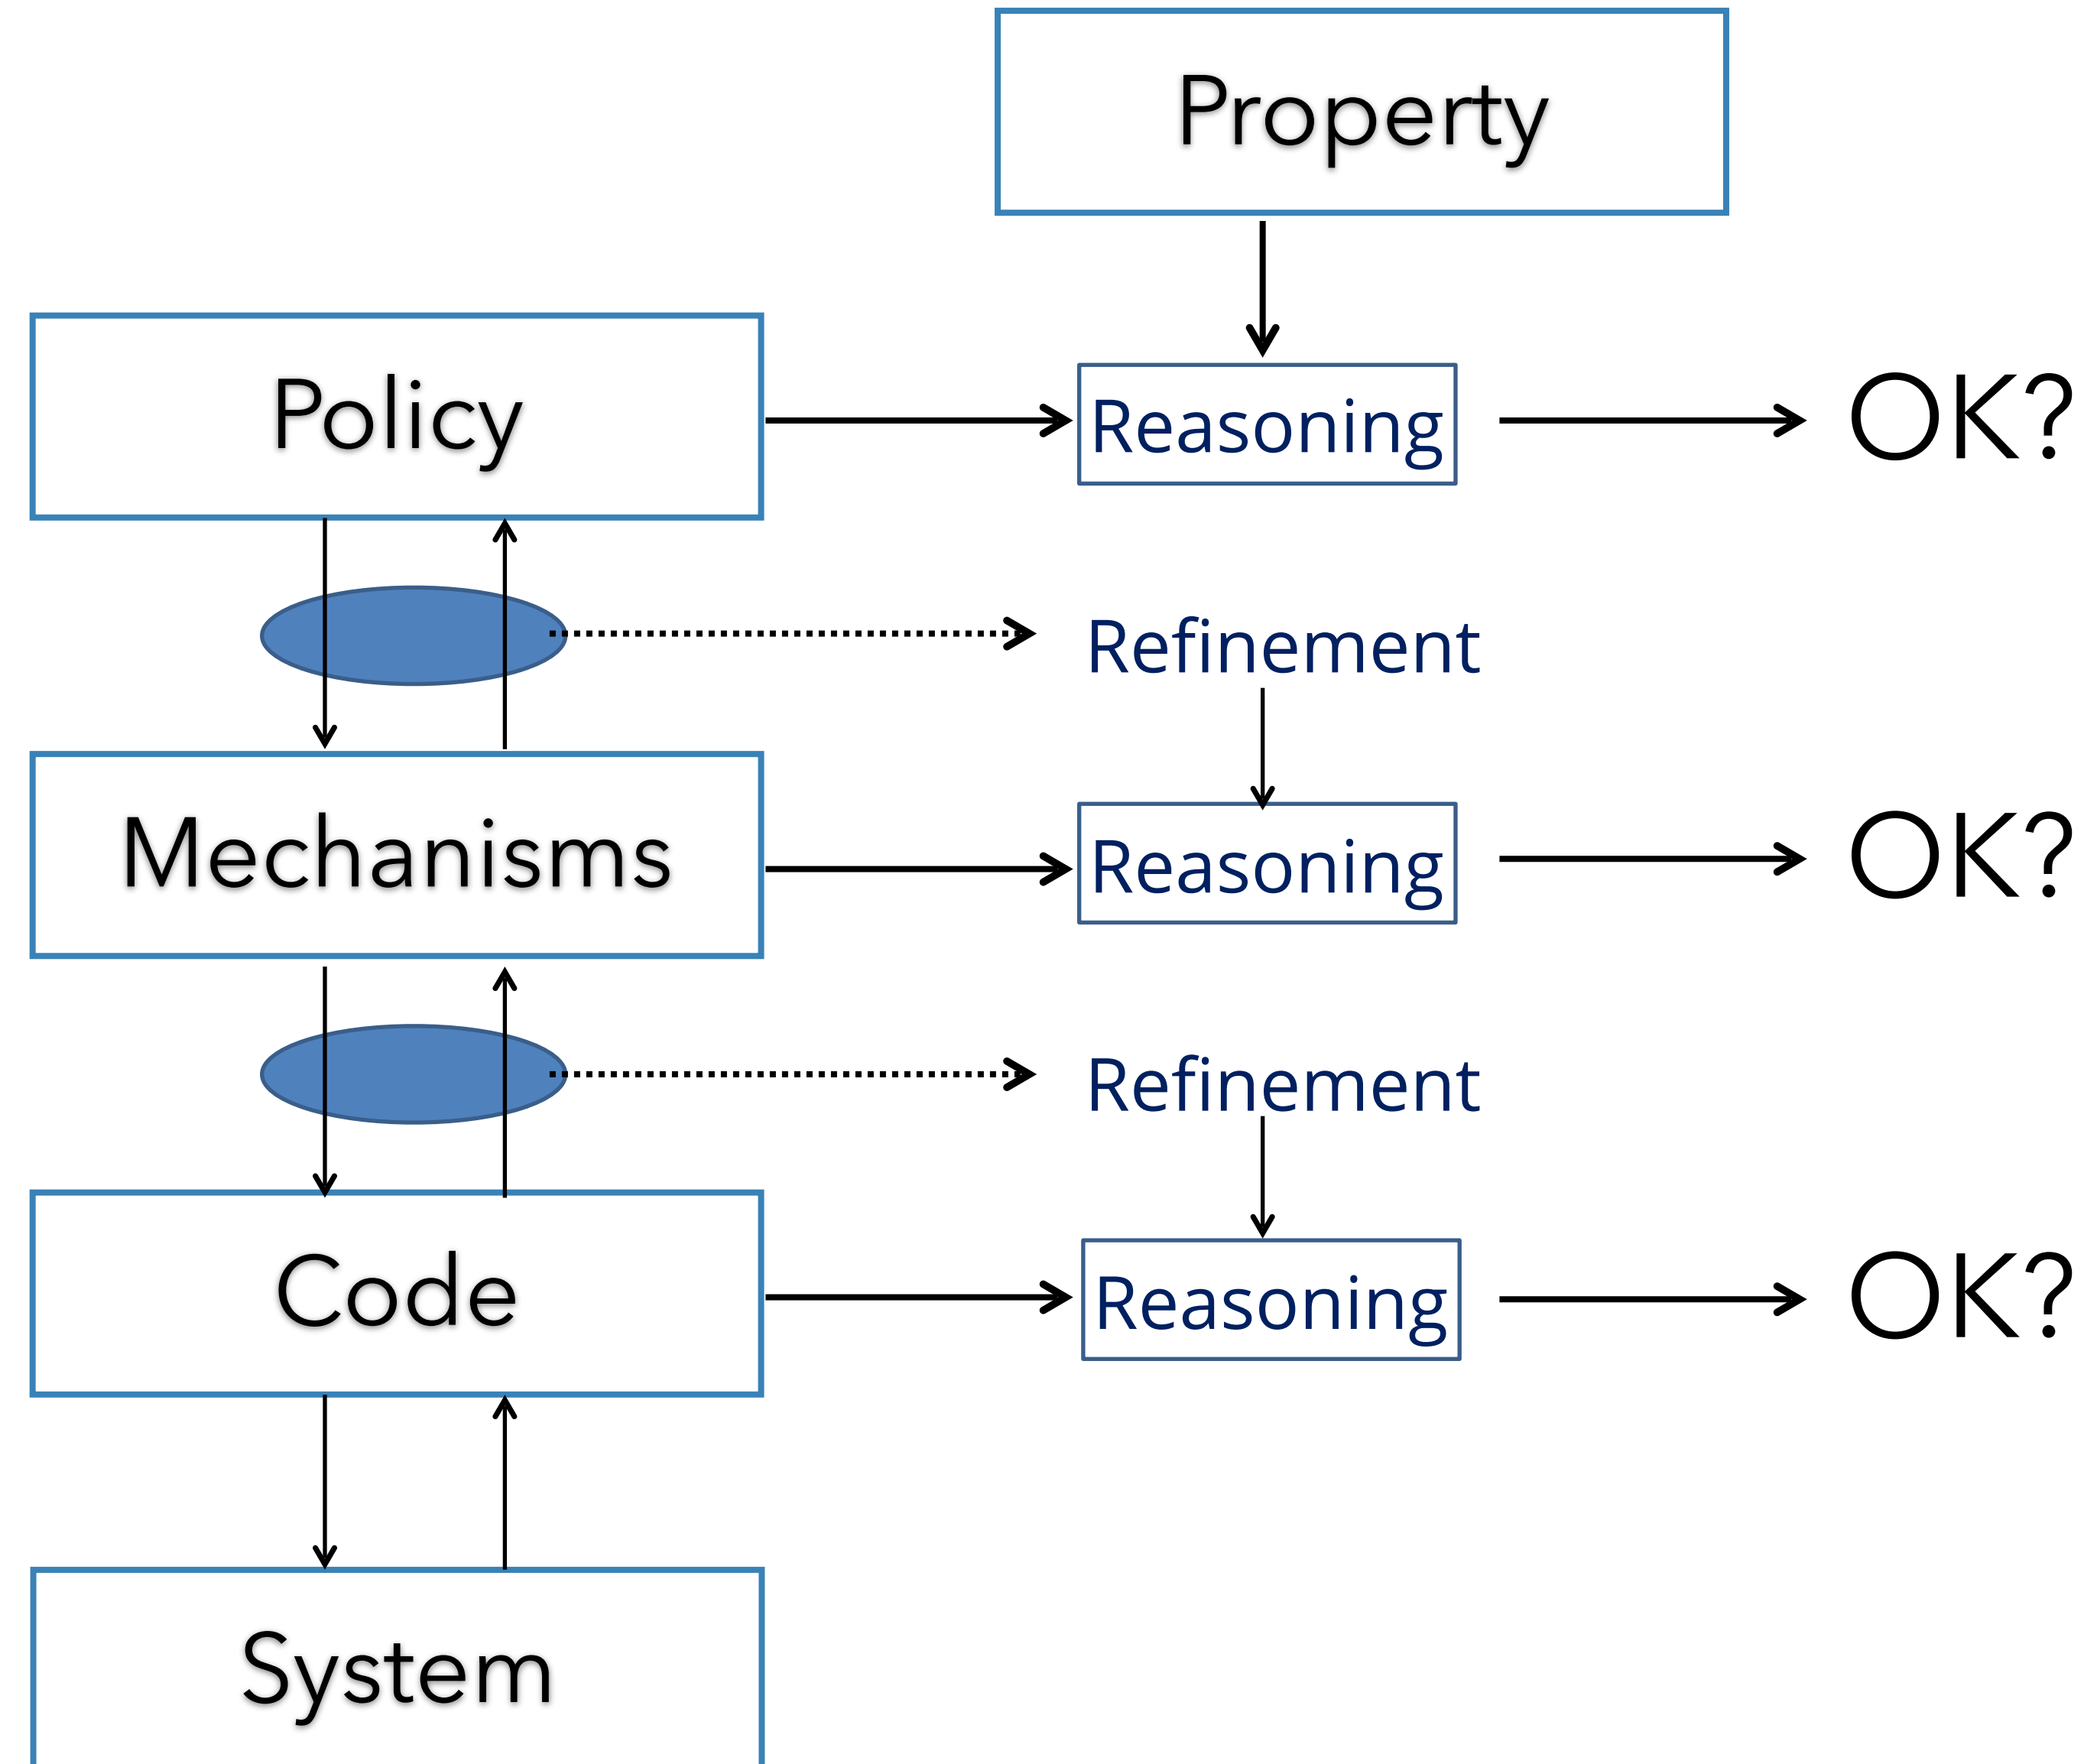 Property
Policy
Reasoning
OK?
Refinement
Mechanisms
Reasoning
OK?
Refinement
Code
Reasoning
OK?
System